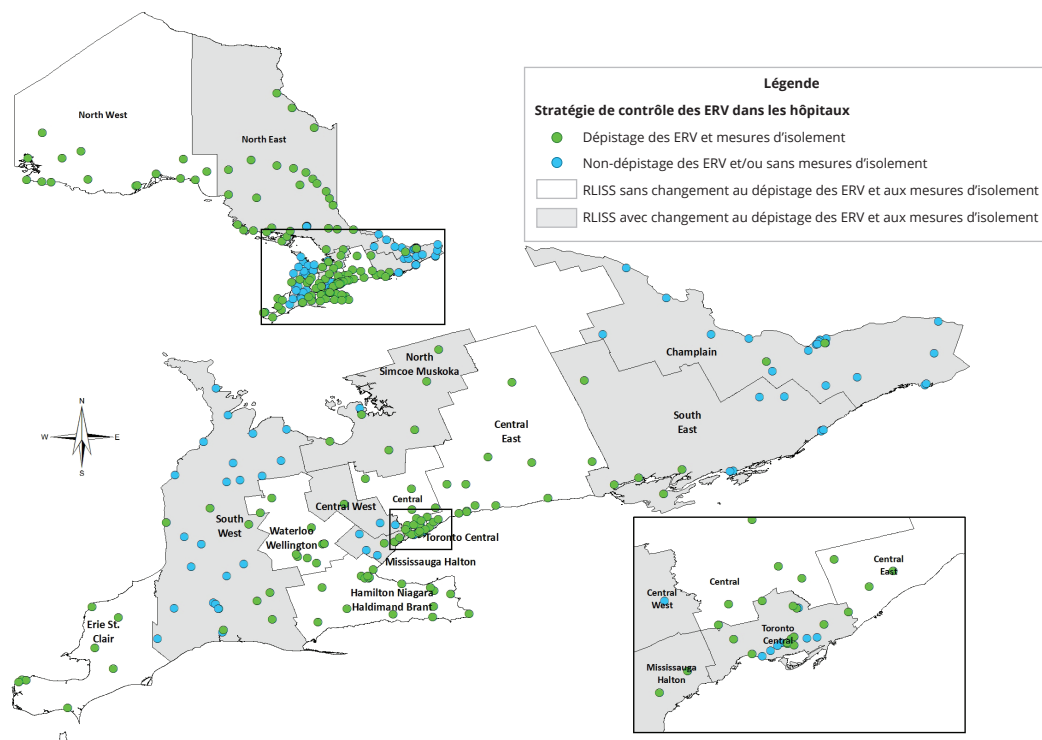 North West
North East
Légende
Stratégie de contrôle des ERV dans les hôpitaux
Dépistage des ERV et mesures d'isolement
Non-dépistage des ERV et/ou sans mesures d'isolement
RLISS sans changement au dépistage des ERV et aux mesures d'isolement
RLISS avec changement au dépistage des ERV et aux mesures d'isolement
North
Simcoe Muskoka
Champlain
South
East
Central
East
N
W
E
S
Central
Central West
South
West
Waterloo
Wellington
Toronto Central
Mississauga Halton
Hamilton Niagara
Haldimand Brant
Erie St.
Clair
Central
East
Central
Central
West
Toronto
Central
Mississauga
Halton